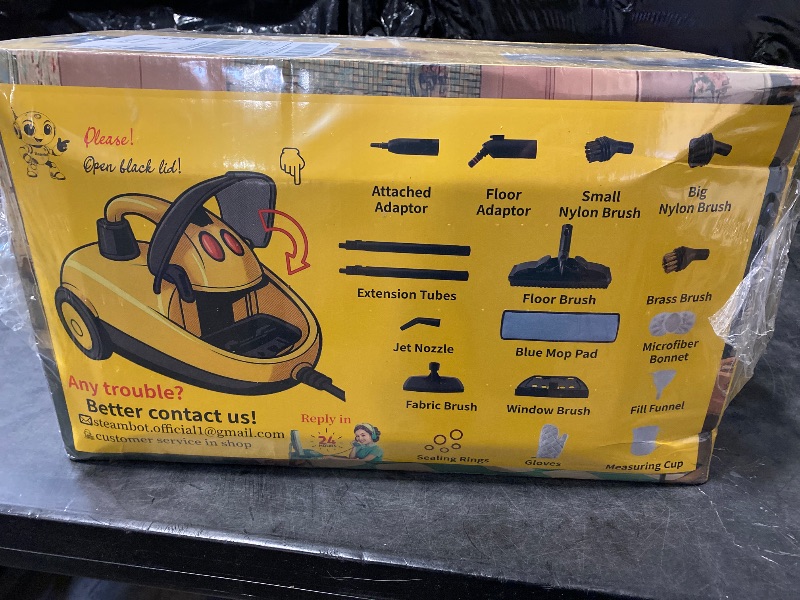 Please!
Open black lid!
Attached
Adaptor
Floor
Adaptor
Small
Nylon Brush
Big
Nylon Brush
Extension Tubes
Floor Brush
Brass Brush
Jet Nozzle
Blue Mop Pad
Microfiber
Bonnet
Fabric Brush
Window Brush
Fill Funnel
Sealing Rings
Gloves
Measuring Cup
Any trouble?
Better contact us!
steambot.official1@gmail.com
customer service in shop
Reply in
24